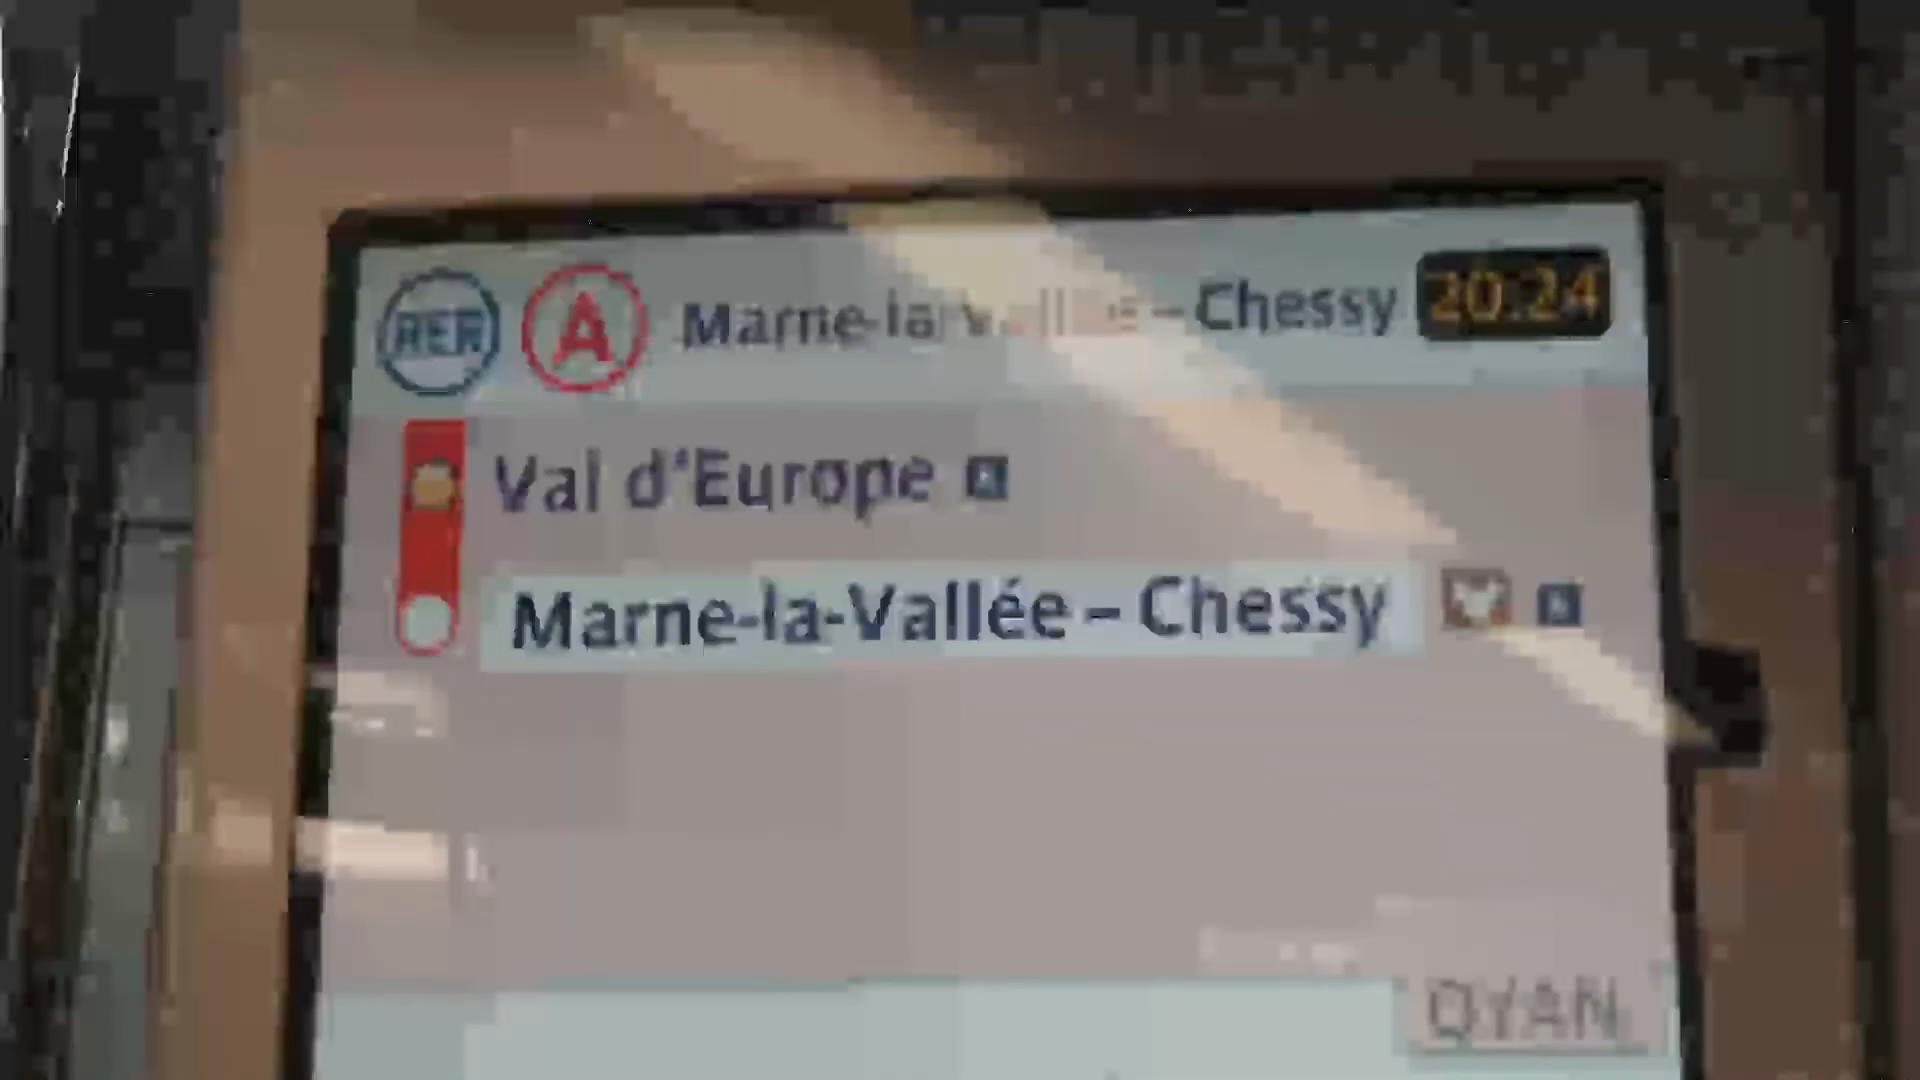 RER A Marne-la-Vallée – Chessy 20:24
Val d'Europe
Marne-la-Vallée – Chessy
QYAN